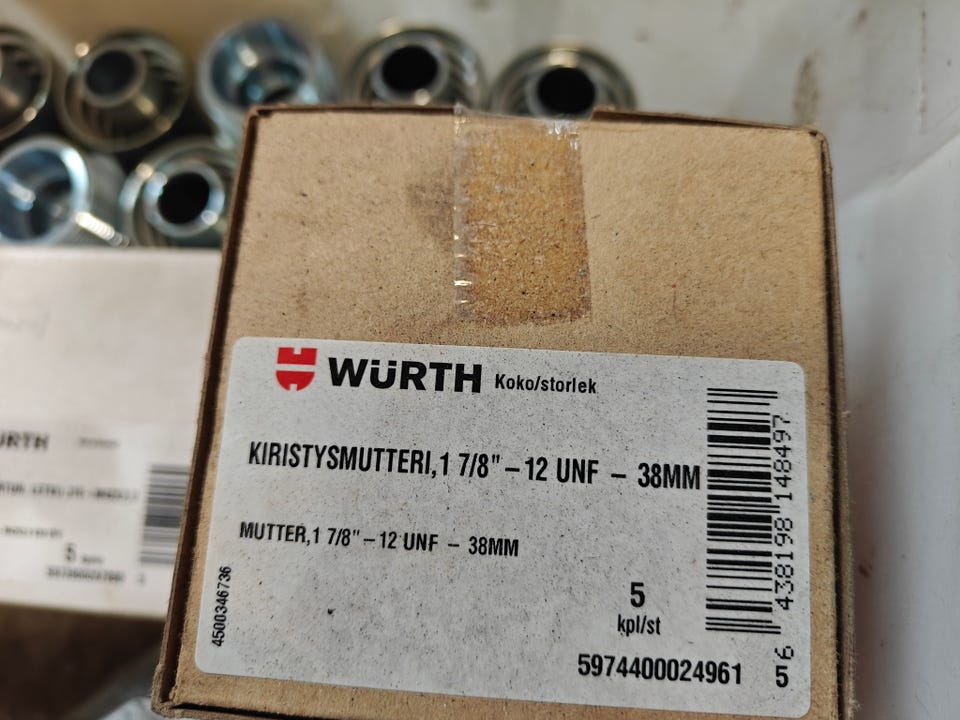 WÜRTH Koko/storlek
KIRISTYSMUTTERI,1 7/8" – 12 UNF – 38MM
MUTTER,1 7/8" – 12 UNF – 38MM
4500346736
5
kpl/st
5974400024961 5
6 438198 148497
ÜRTH
5